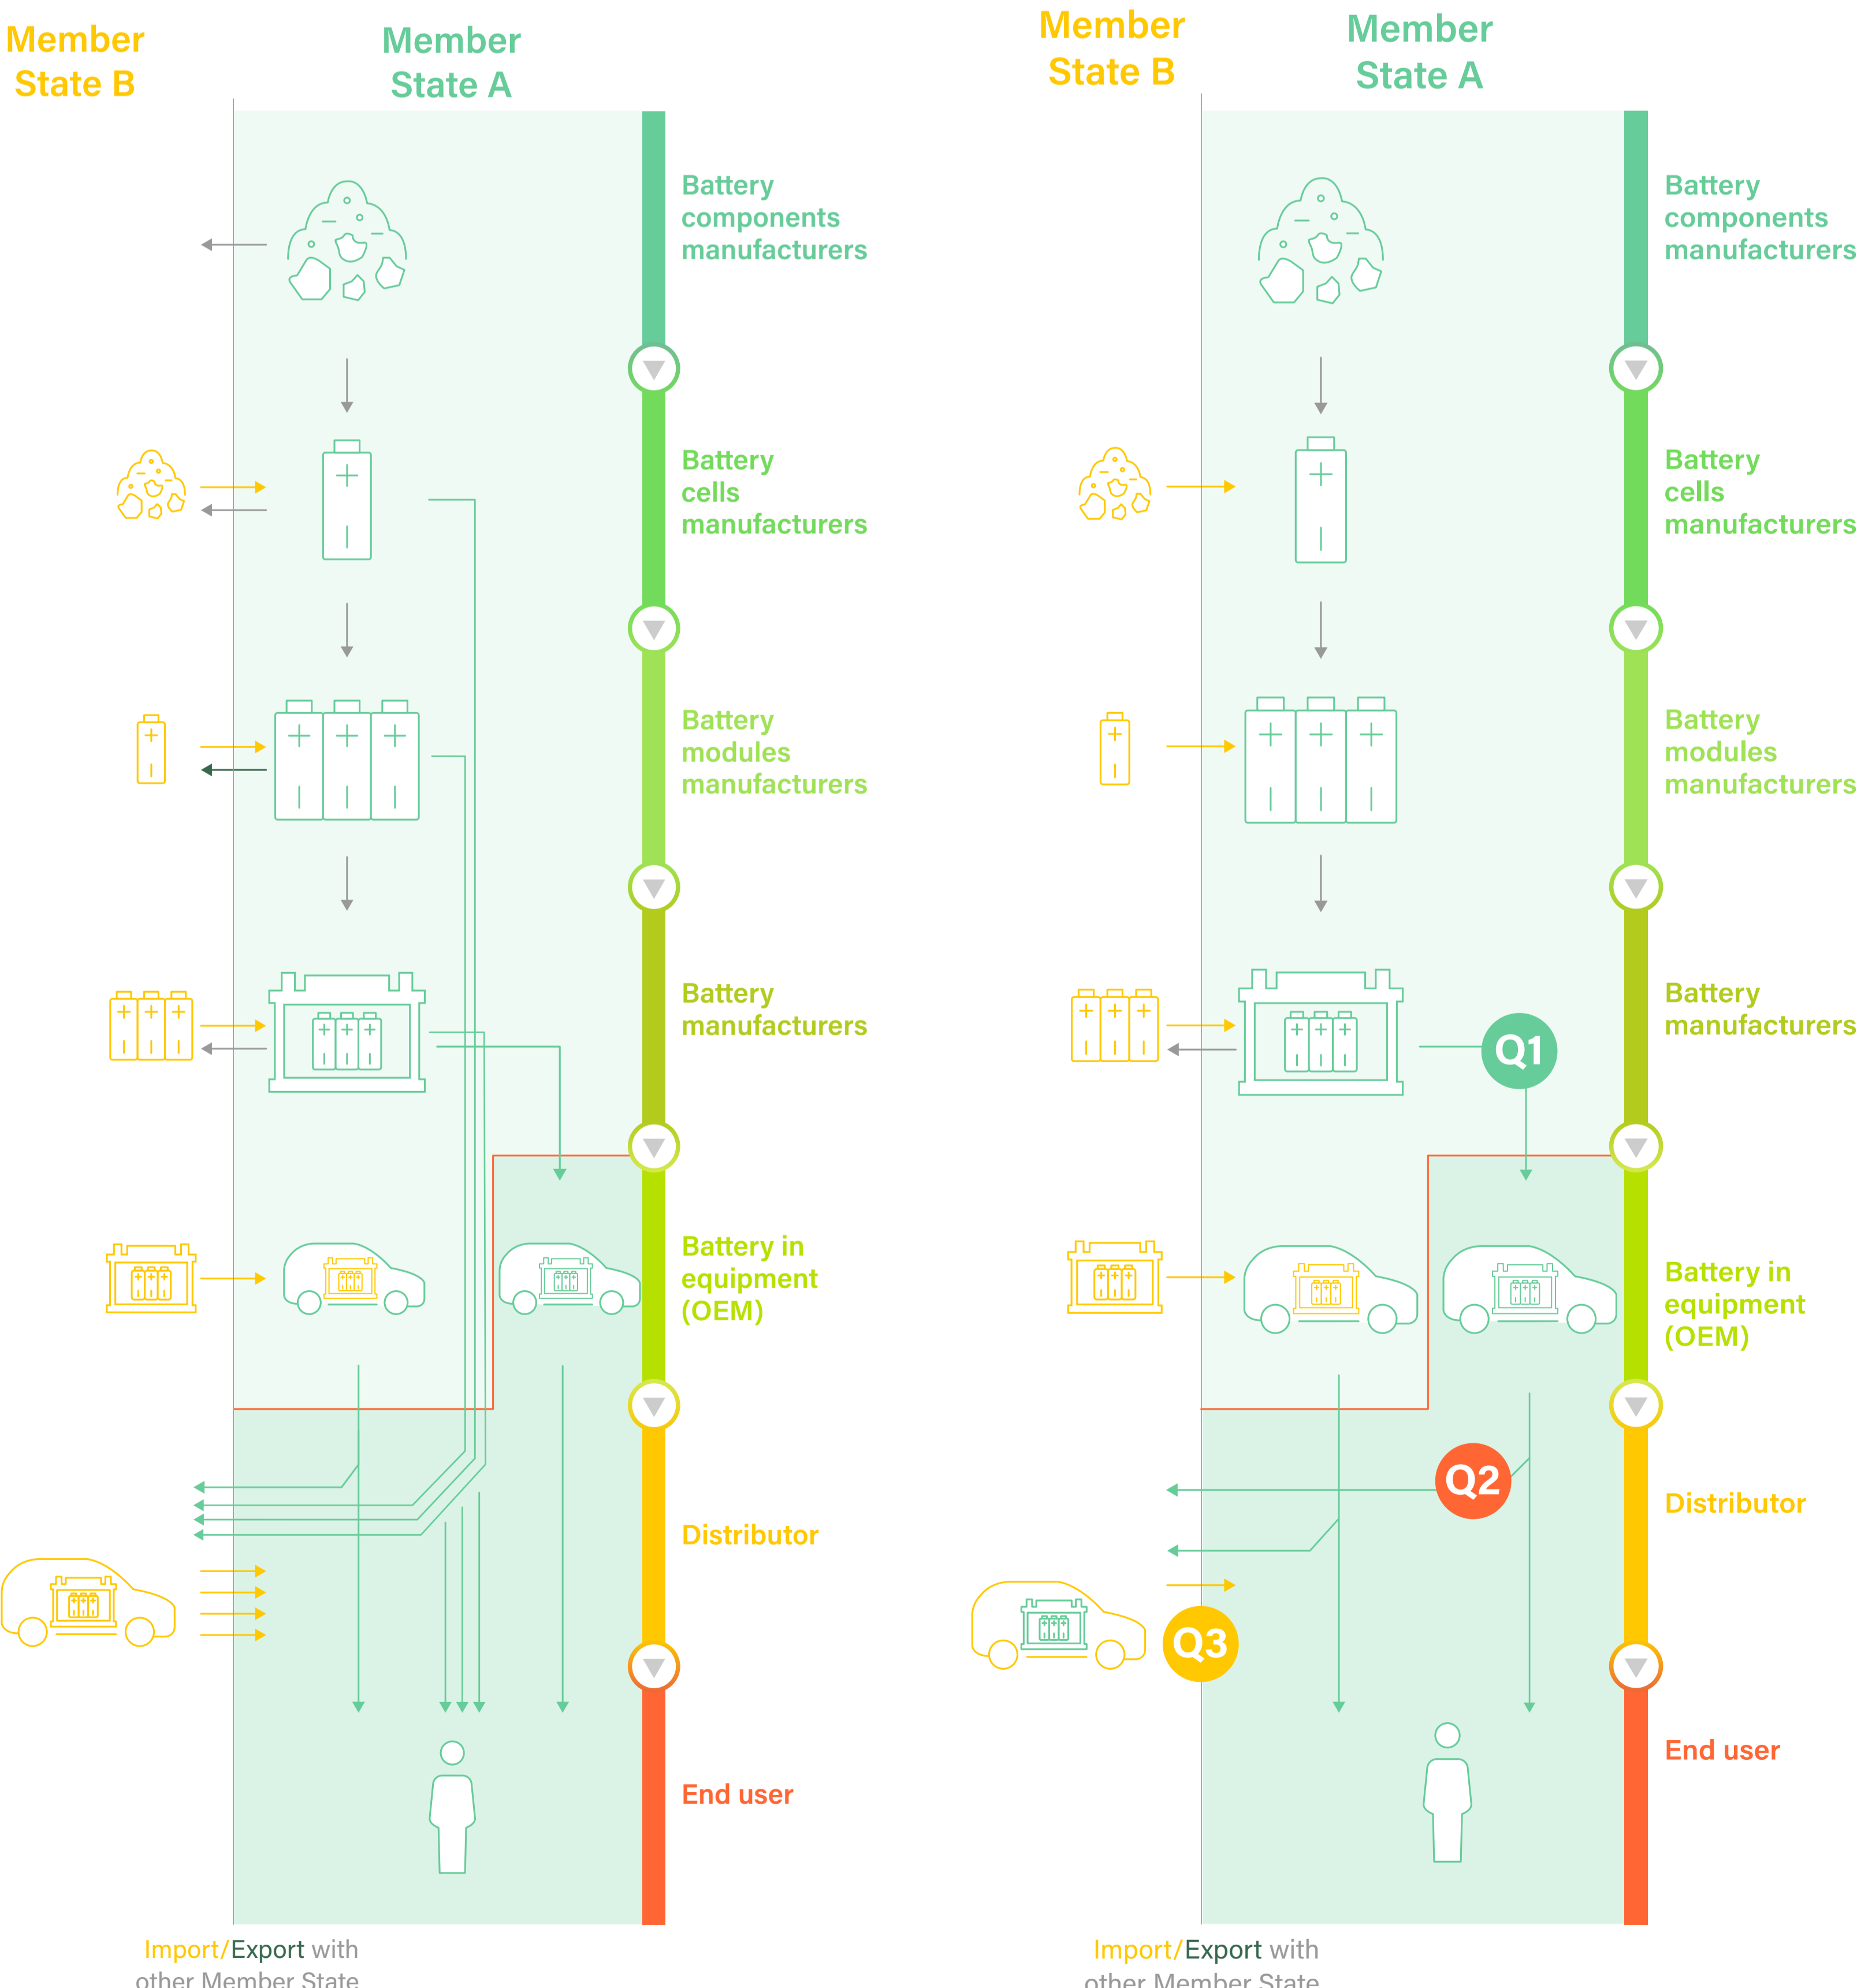 Member
State B
Member
State A
Battery
components
manufacturers
Battery
cells
manufacturers
Battery
modules
manufacturers
Battery
manufacturers
Battery in
equipment
(OEM)
Distributor
End user
Import/Export with
other Member State
Member
State B
Member
State A
Battery
components
manufacturers
Battery
cells
manufacturers
Battery
modules
manufacturers
Battery
manufacturers
Q1
Battery in
equipment
(OEM)
Q2
Distributor
Q3
End user
Import/Export with
other Member State